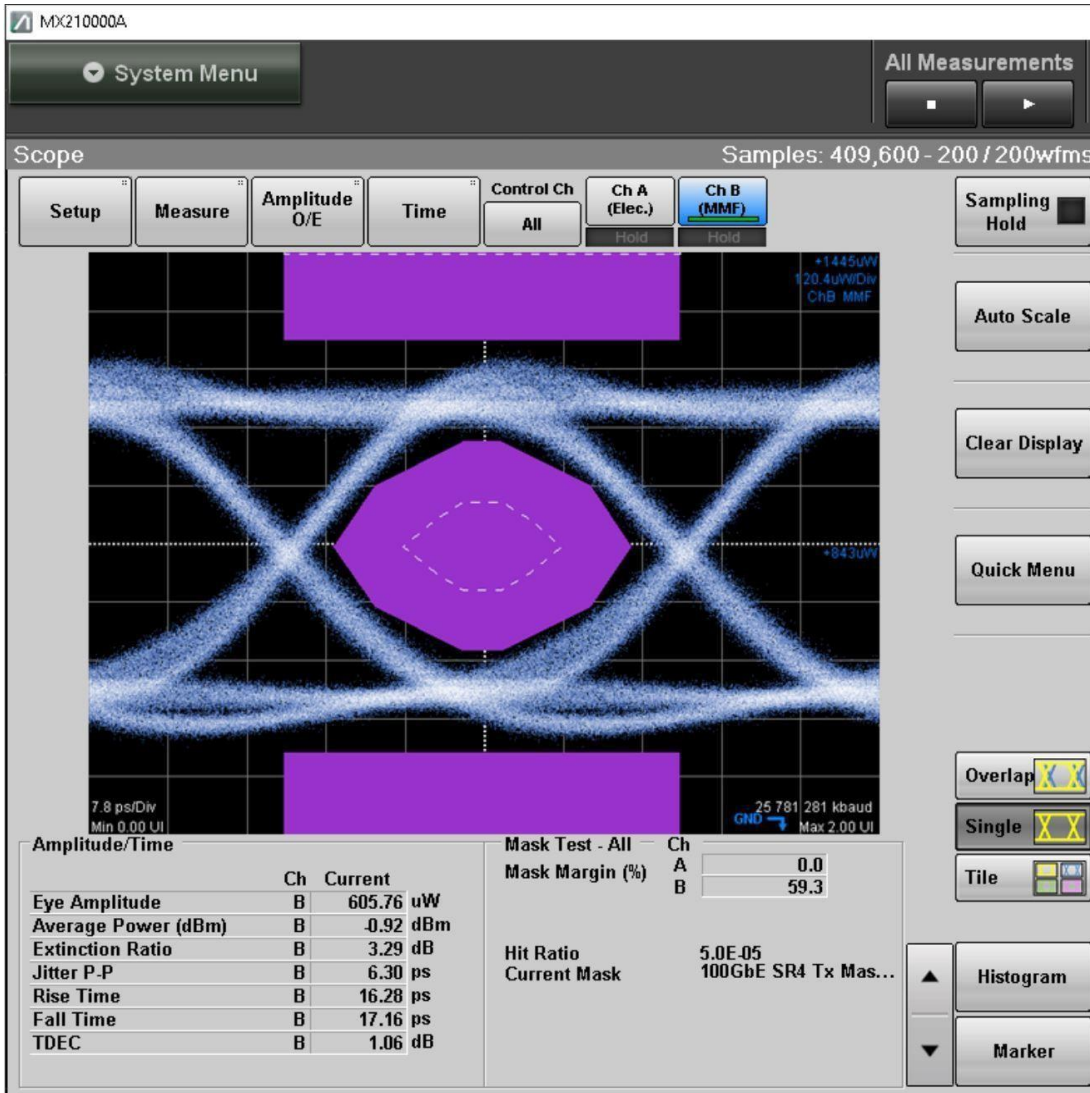 MX210000A
System Menu
All Measurements
Scope
Samples: 409,600 - 200 / 200wfms
Setup
Measure
Amplitude
O/E
Time
Control Ch
All
Ch A
(Elec.)
Hold
Ch B
(MMF)
Hold
Sampling
Hold
Auto Scale
Clear Display
Quick Menu
+1445uW
120.4uW/Div
ChB MMF
+843uW
7.8 ps/Div
Min 0.00 UI
25 781 281 kbaud
GND
Max 2.00 UI
Overlap
Single
Tile
Amplitude/Time
Ch Current
Eye Amplitude B 605.76 uW
Average Power (dBm) B -0.92 dBm
Extinction Ratio B 3.29 dB
Jitter P-P B 6.30 ps
Rise Time B 16.28 ps
Fall Time B 17.16 ps
TDEC B 1.06 dB
Mask Test - All Ch
Mask Margin (%) A 0.0
B 59.3
Hit Ratio 5.0E-05
Current Mask 100GbE SR4 Tx Mas...
Histogram
Marker